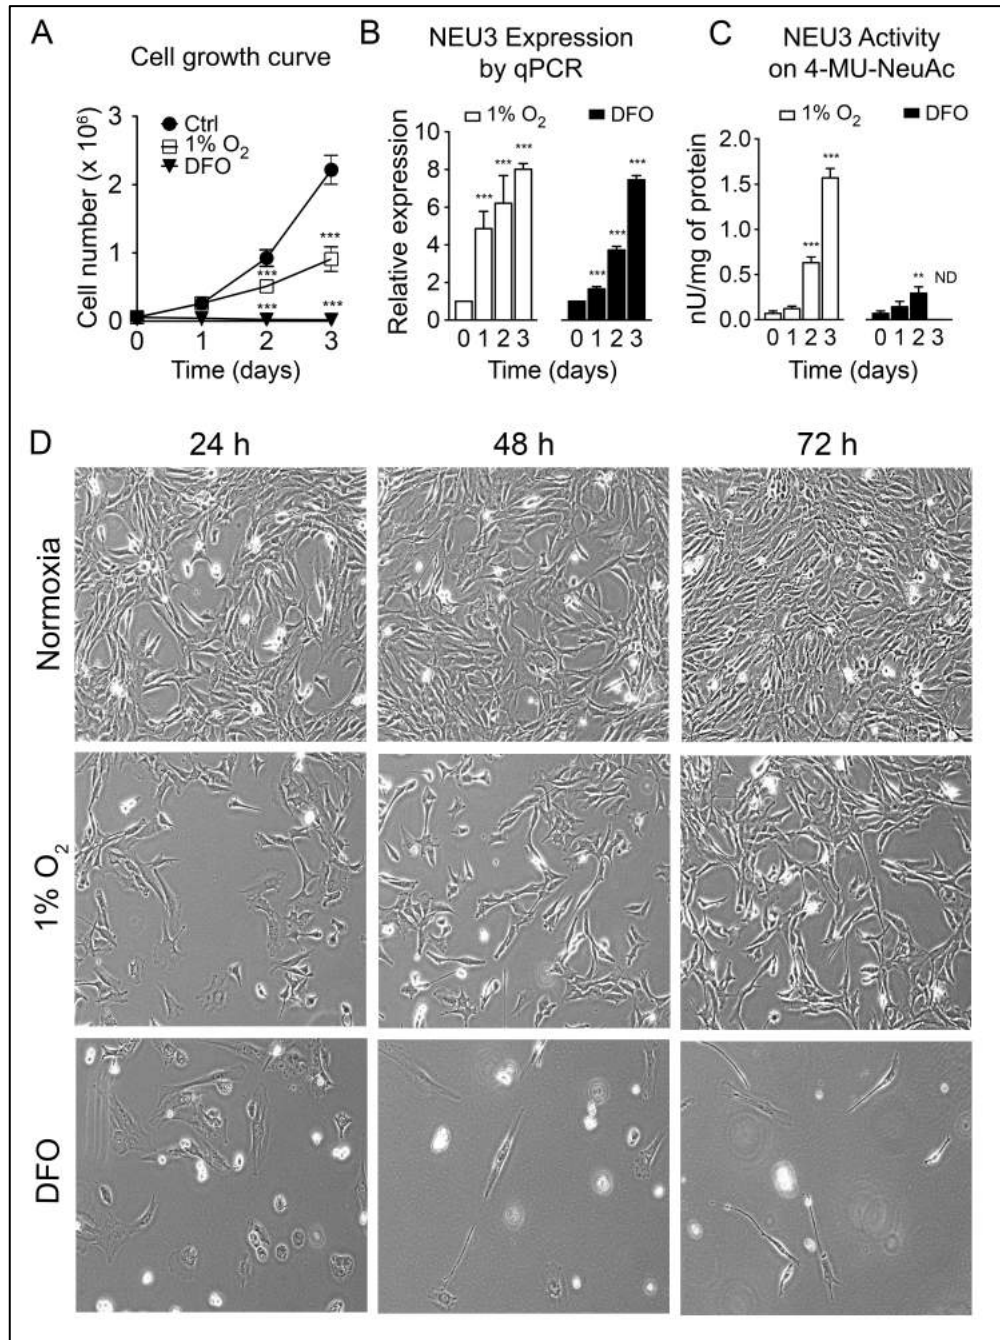 A
Cell growth curve
Cell number (x 10⁶)
3
2
1
0
Ctrl
1% O₂
DFO
***
***
***
***
0 1 2 3
Time (days)
B
NEU3 Expression
by qPCR
1% O₂
DFO
Relative expression
10
8
6
4
2
0
***
***
***
***
***
***
0 1 2 3
0 1 2 3
Time (days)
C
NEU3 Activity
on 4-MU-NeuAc
1% O₂
DFO
nU/mg of protein
2.0
1.5
1.0
0.5
0.0
***
***
**
ND
0 1 2 3
0 1 2 3
Time (days)
D
24 h
48 h
72 h
Normoxia
1% O₂
DFO